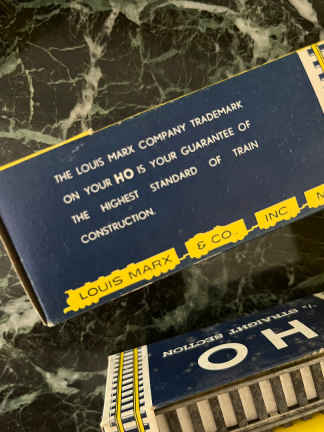 THE LOUIS MARX COMPANY TRADEMARK
ON YOUR HO IS YOUR GUARANTEE OF
THE HIGHEST STANDARD OF TRAIN
CONSTRUCTION.
LOUIS MARX & CO. INC
HO
STRAIGHT SECTION